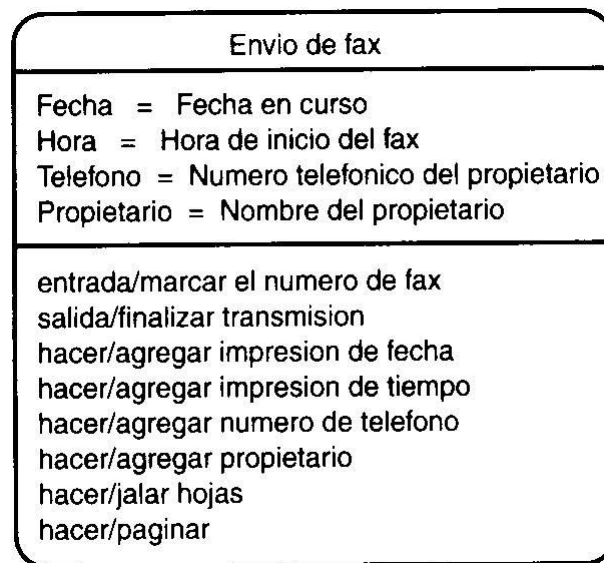 Envio de fax
Fecha = Fecha en curso
Hora = Hora de inicio del fax
Telefono = Numero telefonico del propietario
Propietario = Nombre del propietario
entrada/marcar el numero de fax
salida/finalizar transmision
hacer/agregar impresion de fecha
hacer/agregar impresion de tiempo
hacer/agregar numero de telefono
hacer/agregar propietario
hacer/jalar hojas
hacer/paginar